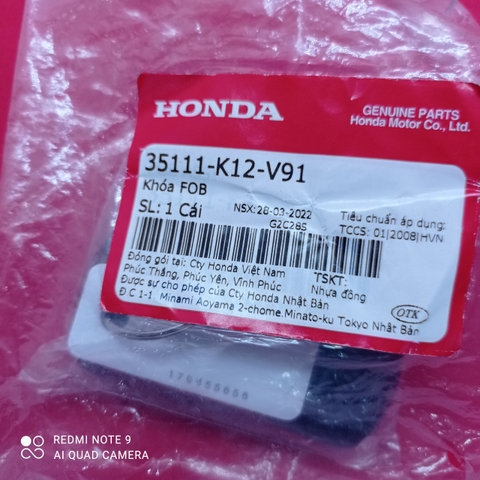 HONDA
GENUINE PARTS
Honda Motor Co., Ltd.
35111-K12-V91
Khóa FOB
SL: 1 Cái
NSX:28-03-2022
G2C28S
Tiêu chuẩn áp dụng:
TCCS: 01|2008|HVN
Đóng gói tại: Cty Honda Việt Nam
Phúc Thắng, Phúc Yên, Vĩnh Phúc
TSKT:
Nhựa đồng
Được sự cho phép của Cty Honda Nhật Bản
Đ.C 1-1, Minami Aoyama 2-chome.Minato-ku Tokyo Nhật Bản
OTK
REDMI NOTE 9
AI QUAD CAMERA